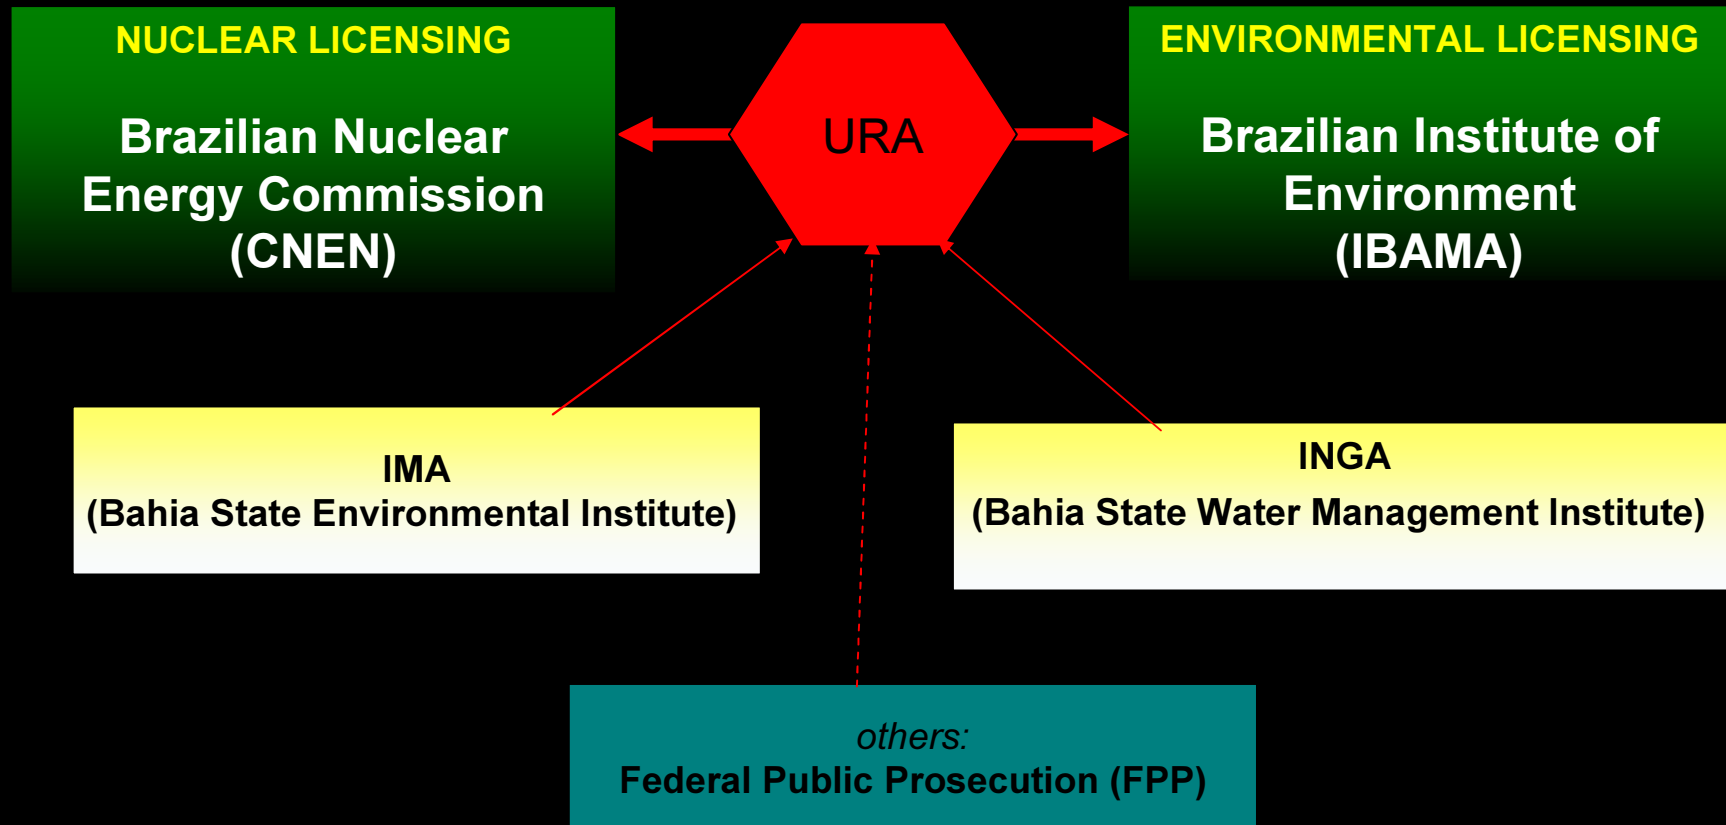 NUCLEAR LICENSING
Brazilian Nuclear
Energy Commission
(CNEN)
URA
ENVIRONMENTAL LICENSING
Brazilian Institute of
Environment
(IBAMA)
IMA
(Bahia State Environmental Institute)
INGA
(Bahia State Water Management Institute)
others:
Federal Public Prosecution (FPP)